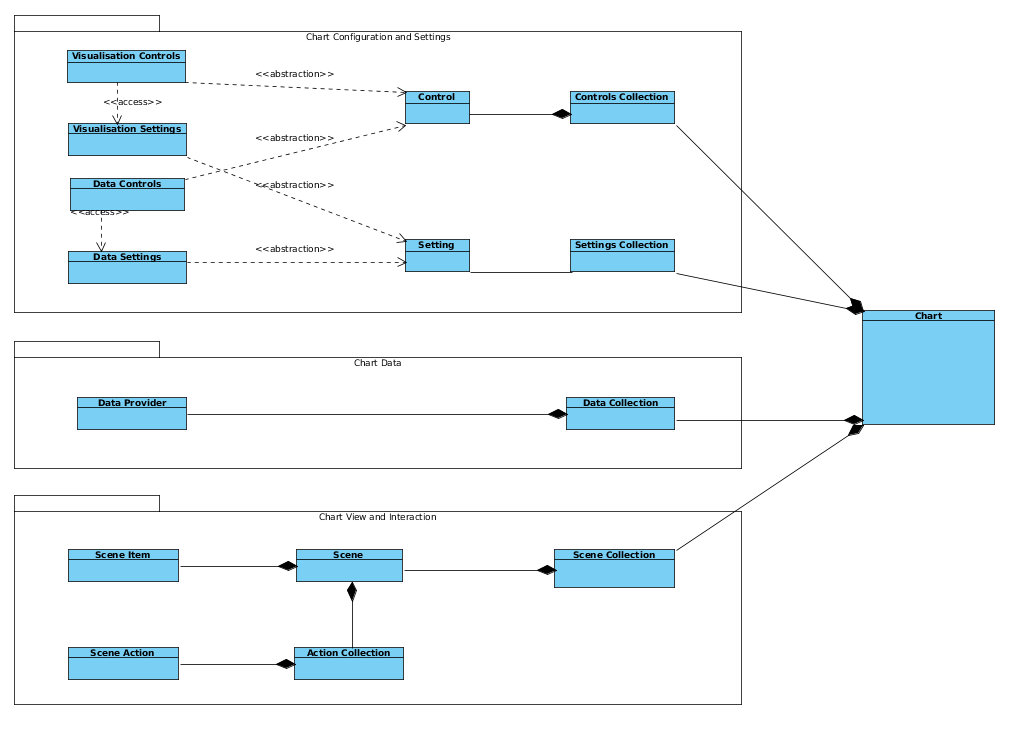 Chart Configuration and Settings
Visualisation Controls
<<abstraction>>
Control
Controls Collection
<<access>>
Visualisation Settings
<<abstraction>>
Data Controls
<<abstraction>>
<<access>>
Data Settings
<<abstraction>>
Setting
Settings Collection
Chart
Chart Data
Data Provider
Data Collection
Chart View and Interaction
Scene Item
Scene
Scene Collection
Scene Action
Action Collection